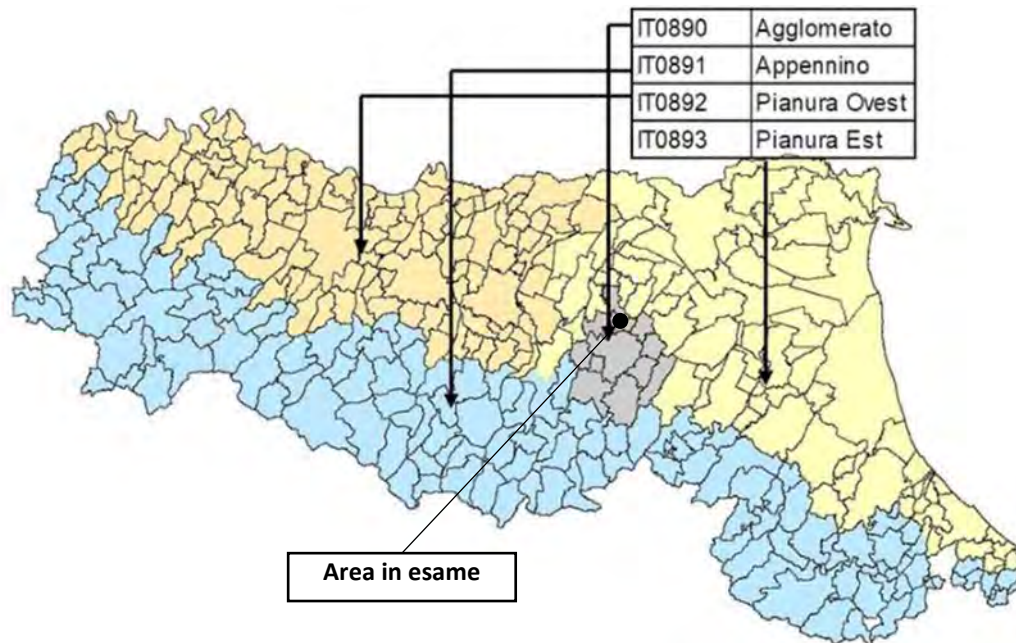 IT0890 Agglomerato
IT0891 Appennino
IT0892 Pianura Ovest
IT0893 Pianura Est
Area in esame